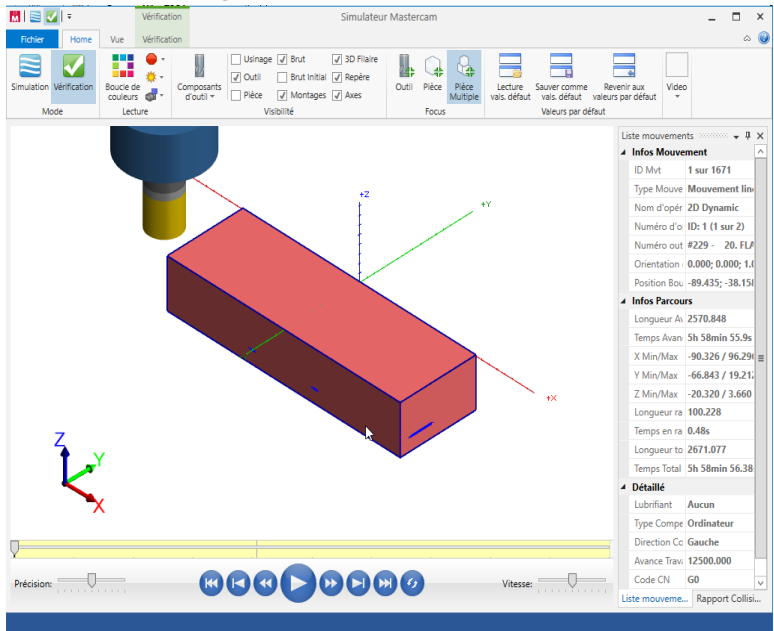 Vérification
Simulateur Mastercam
Fichier Home Vue Vérification
Simulation Vérification
Mode
Boucle de couleurs
Lecture
Composants d'outil
Usinage Brut 3D Filaire
Outil Brut Initial Repère
Pièce Montages Axes
Visibilité
Outil Pièce Pièce Multiple
Focus
Lecture vais. défaut
Sauver comme vais. défaut
Revenir aux valeurs par défaut
Valeurs par défaut
Video
+Z
+Y
+X
Z
Y
X
Liste mouvements
Infos Mouvement
ID Mvt 1 sur 1671
Type Mouve Mouvement line
Nom d'opér 2D Dynamic
Numéro d'o ID: 1 (1 sur 2)
Numéro out #229 - 20. FLA
Orientation 0.000; 0.000; 1.0
Position Bou -89.435; -38.158
Infos Parcours
Longueur Av 2570.848
Temps Avan 5h 58min 55.9s
X Min/Max -90.326 / 96.290
Y Min/Max -66.843 / 19.212
Z Min/Max -20.320 / 3.660
Longueur ra 100.228
Temps en ra 0.48s
Longueur to 2671.077
Temps Total 5h 58min 56.38
Détaillé
Lubrifiant Aucun
Type Compe Ordinateur
Direction Co Gauche
Avance Trava 12500.000
Code CN G0
Liste mouveme... Rapport Collisi...
Précision:
Vitesse: